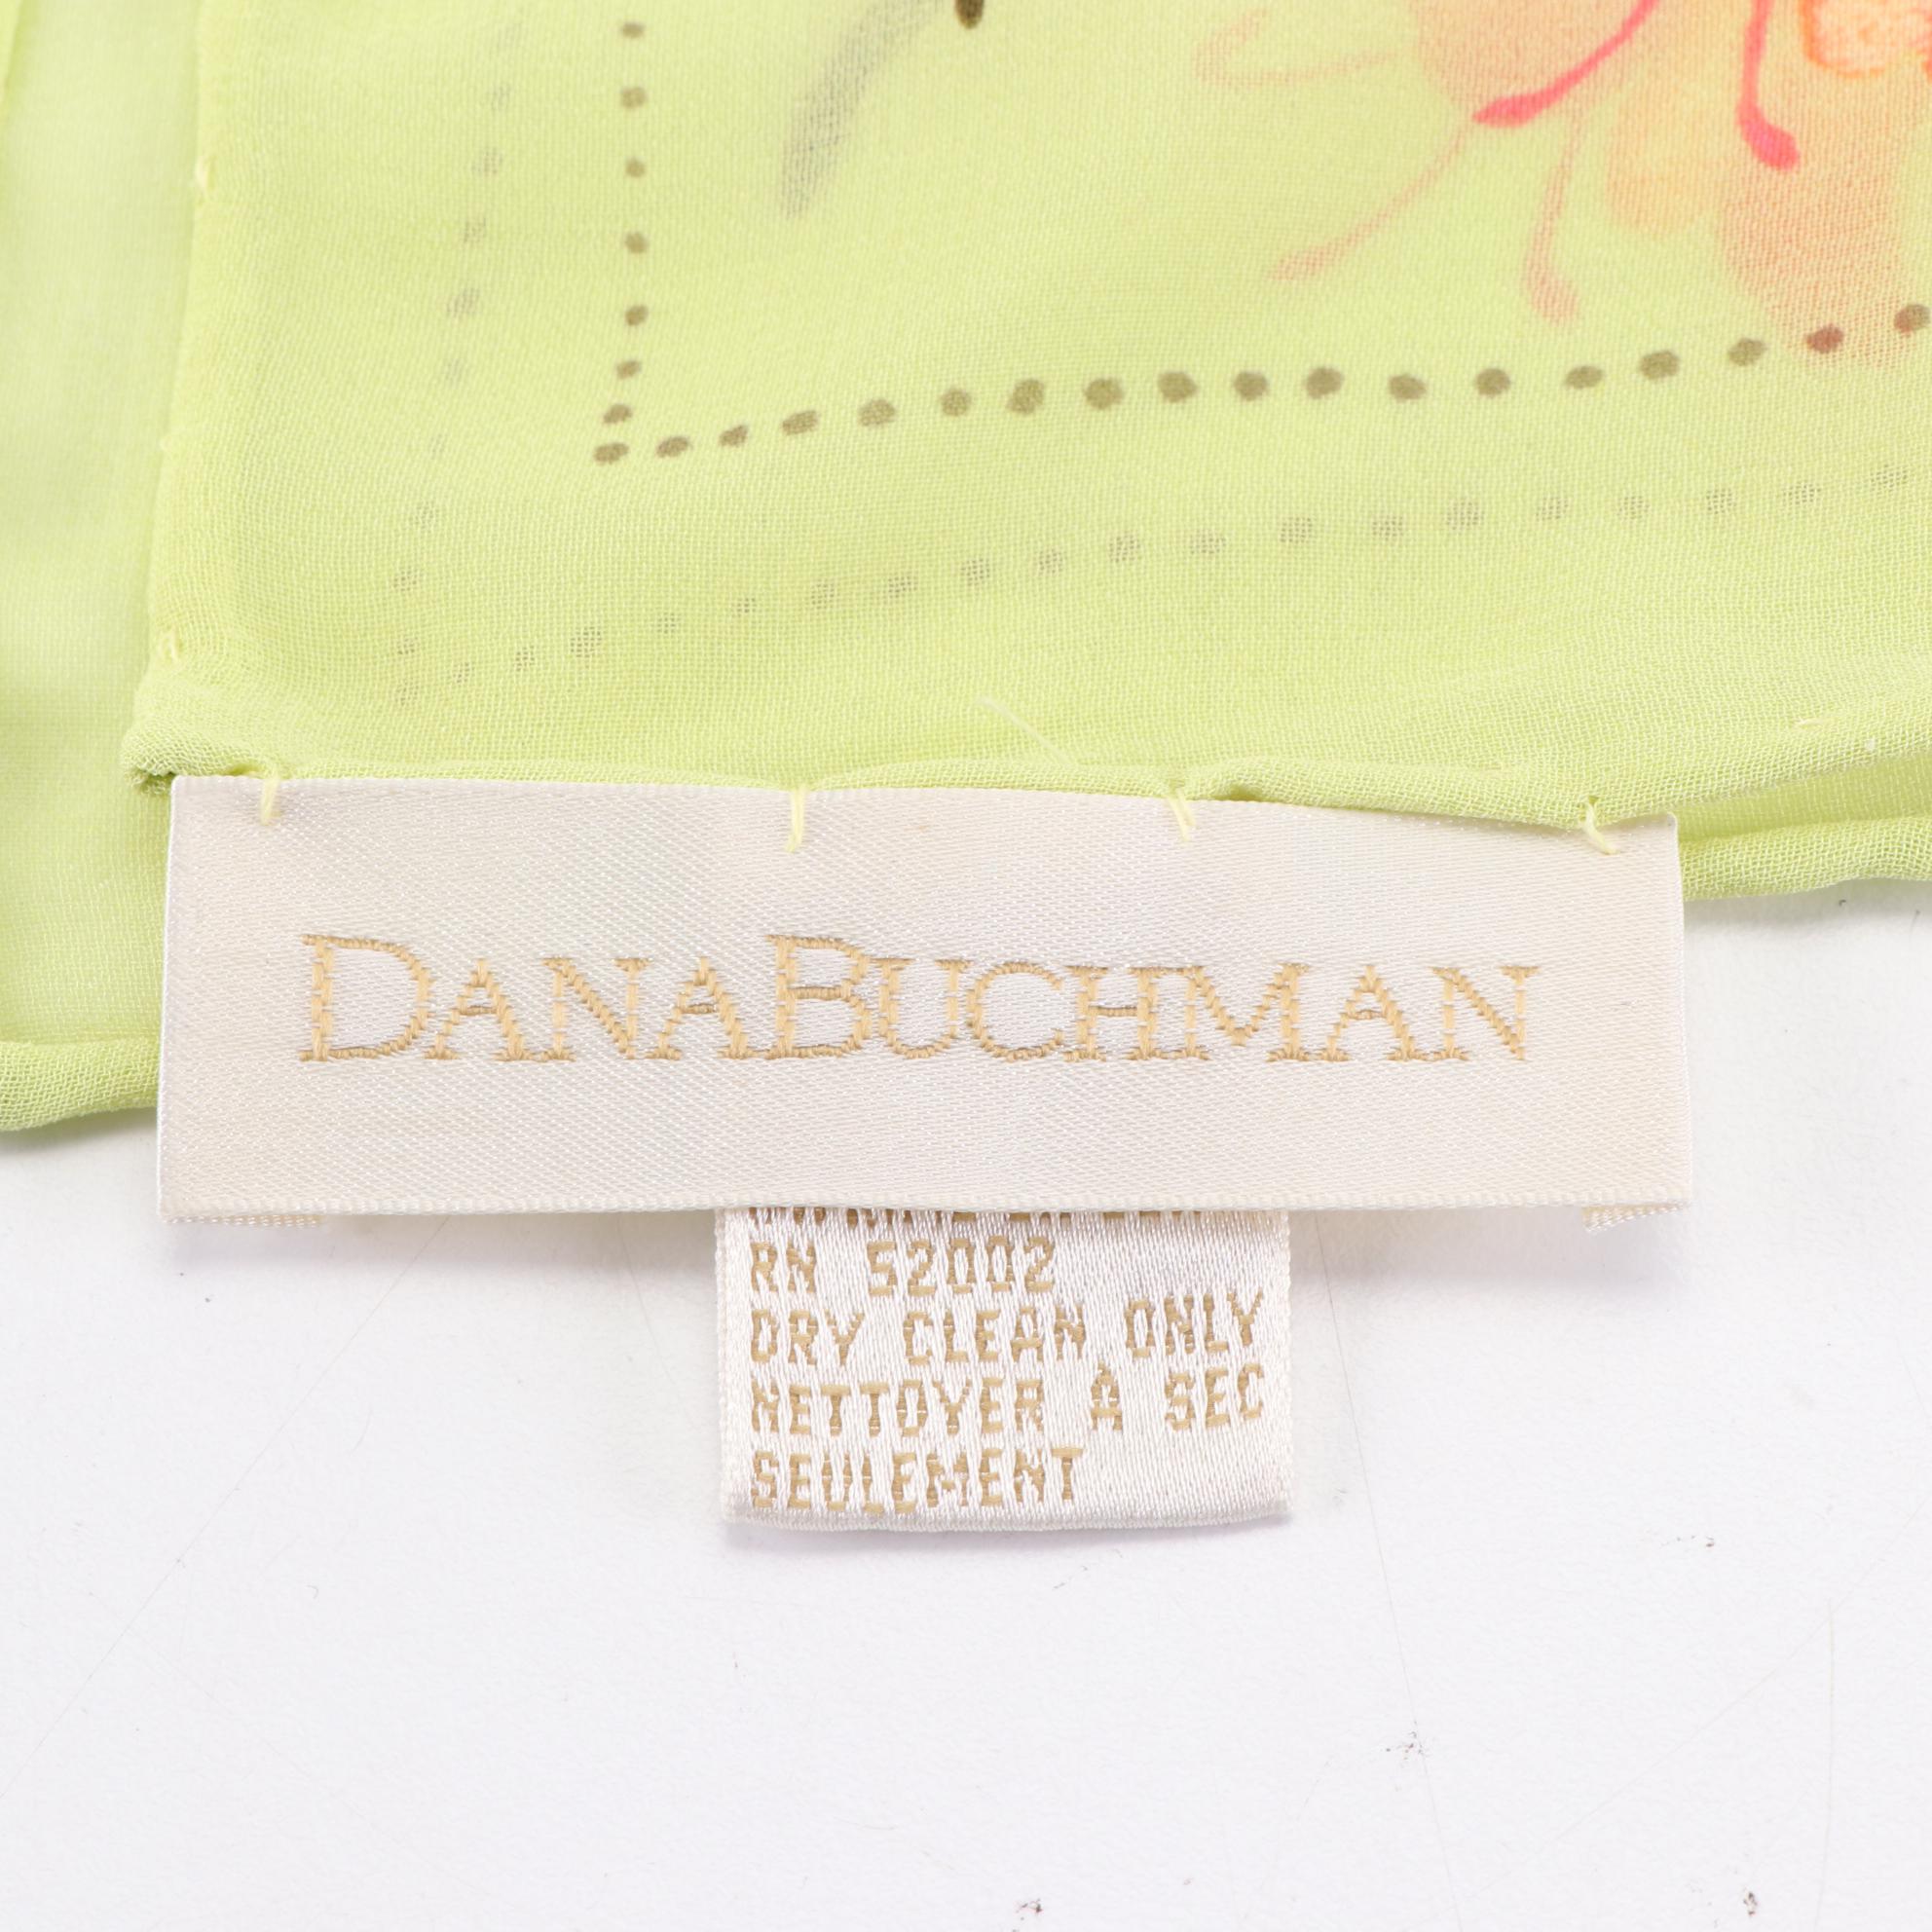 DANABUCHMAN
RN 52002
DRY CLEAN ONLY
NETTOYER A SEC
SEULEMENT